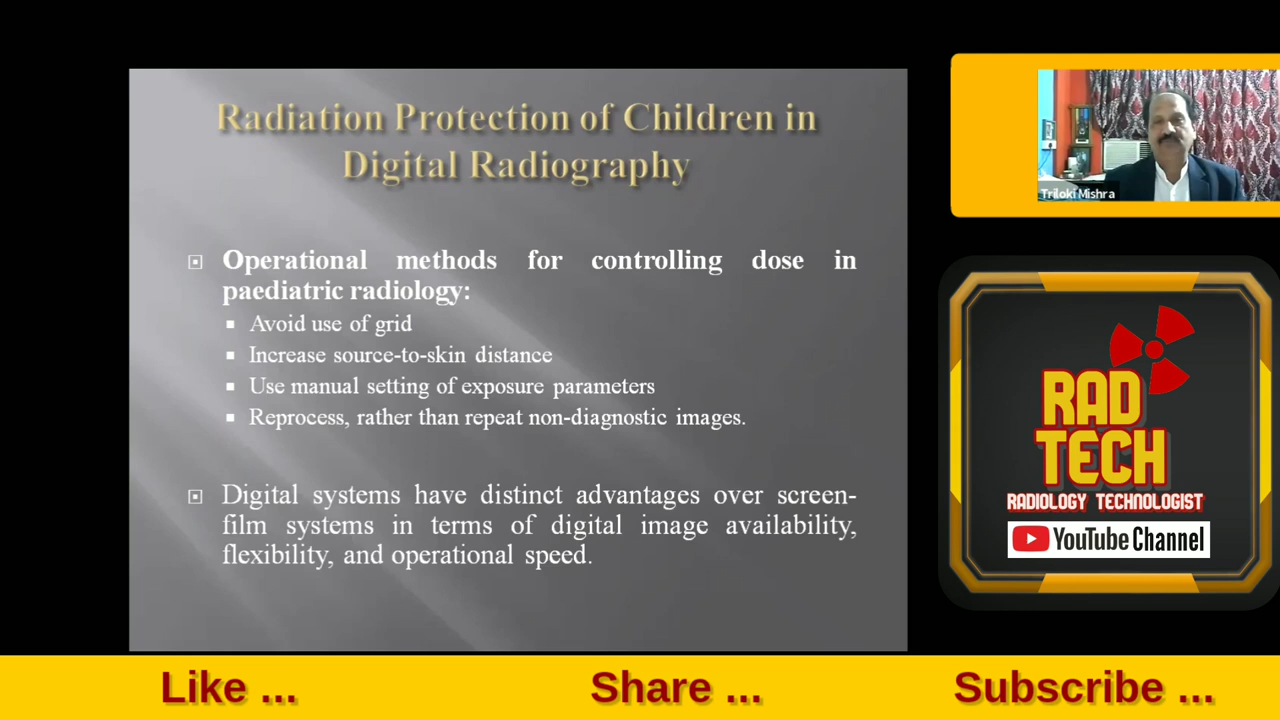 Radiation Protection of Children in
Digital Radiography
Operational methods for controlling dose in
paediatric radiology:
Avoid use of grid
Increase source-to-skin distance
Use manual setting of exposure parameters
Reprocess, rather than repeat non-diagnostic images.
Digital systems have distinct advantages over screen-
film systems in terms of digital image availability,
flexibility, and operational speed.
Triloki Mishra
RAD
TECH
RADIOLOGY TECHNOLOGIST
YouTube Channel
Like ... Share ... Subscribe ...